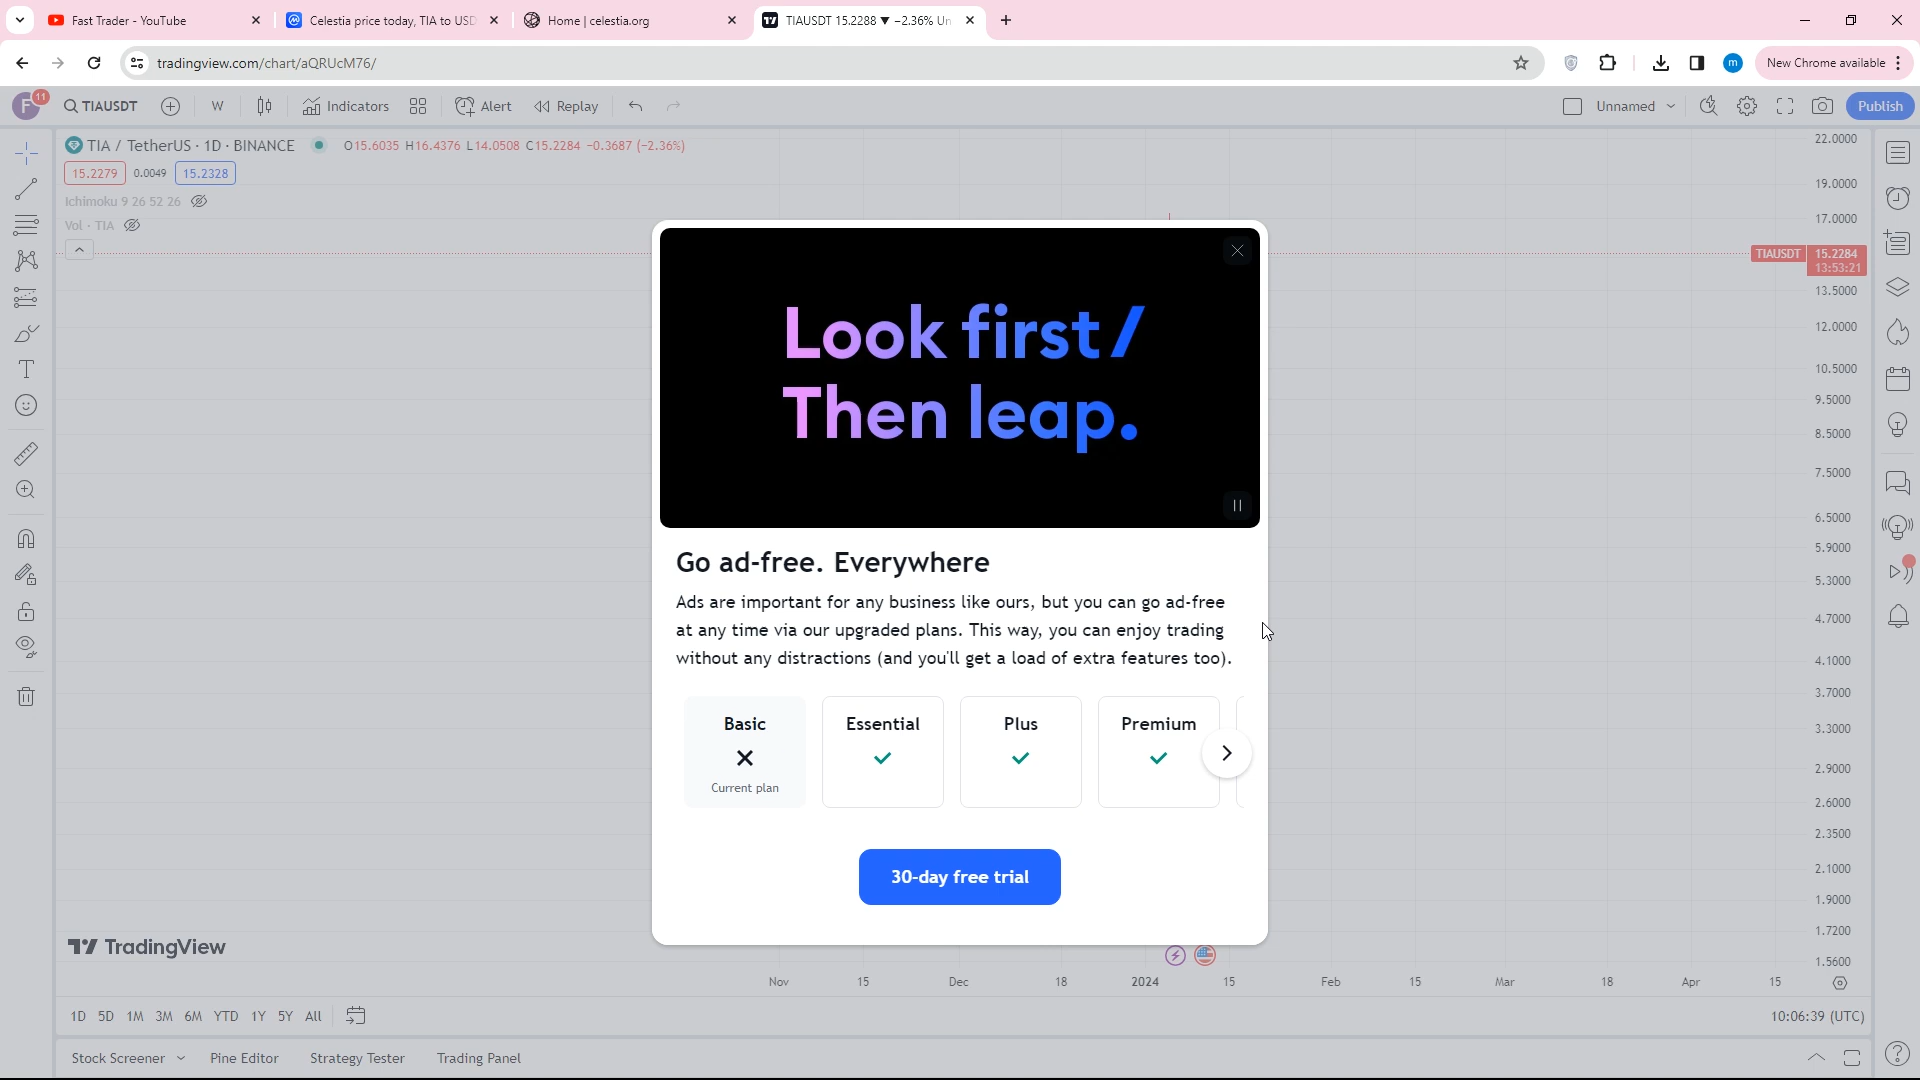 Fast Trader - YouTube
Celestia price today, TIA to USD
Home | celestia.org
TIAUSDT 15.2288 ▼ −2.36% Un
tradingview.com/chart/aQRUcM76/
m
New Chrome available
F
11
TIAUSDT
W
Indicators
Alert
Replay
Unnamed
Publish
TIA / TetherUS · 1D · BINANCE
O15.6035 H16.4376 L14.0508 C15.2284 −0.3687 (−2.36%)
15.2279
0.0049
15.2328
Ichimoku 9 26 52 26
Vol · TIA
22.0000
19.0000
17.0000
TIAUSDT
15.2284
13:53:21
13.5000
12.0000
10.5000
9.5000
8.5000
7.5000
6.5000
5.9000
5.3000
4.7000
4.1000
3.7000
3.3000
2.9000
2.6000
2.3500
2.1000
1.9000
1.7200
1.5600
Look first/
Then leap.
Go ad-free. Everywhere
Ads are important for any business like ours, but you can go ad-free
at any time via our upgraded plans. This way, you can enjoy trading
without any distractions (and you'll get a load of extra features too).
Basic
Current plan
Essential
Plus
Premium
30-day free trial
TradingView
Nov
15
Dec
18
2024
15
Feb
15
Mar
18
Apr
15
1D
5D
1M
3M
6M
YTD
1Y
5Y
All
10:06:39 (UTC)
Stock Screener
Pine Editor
Strategy Tester
Trading Panel